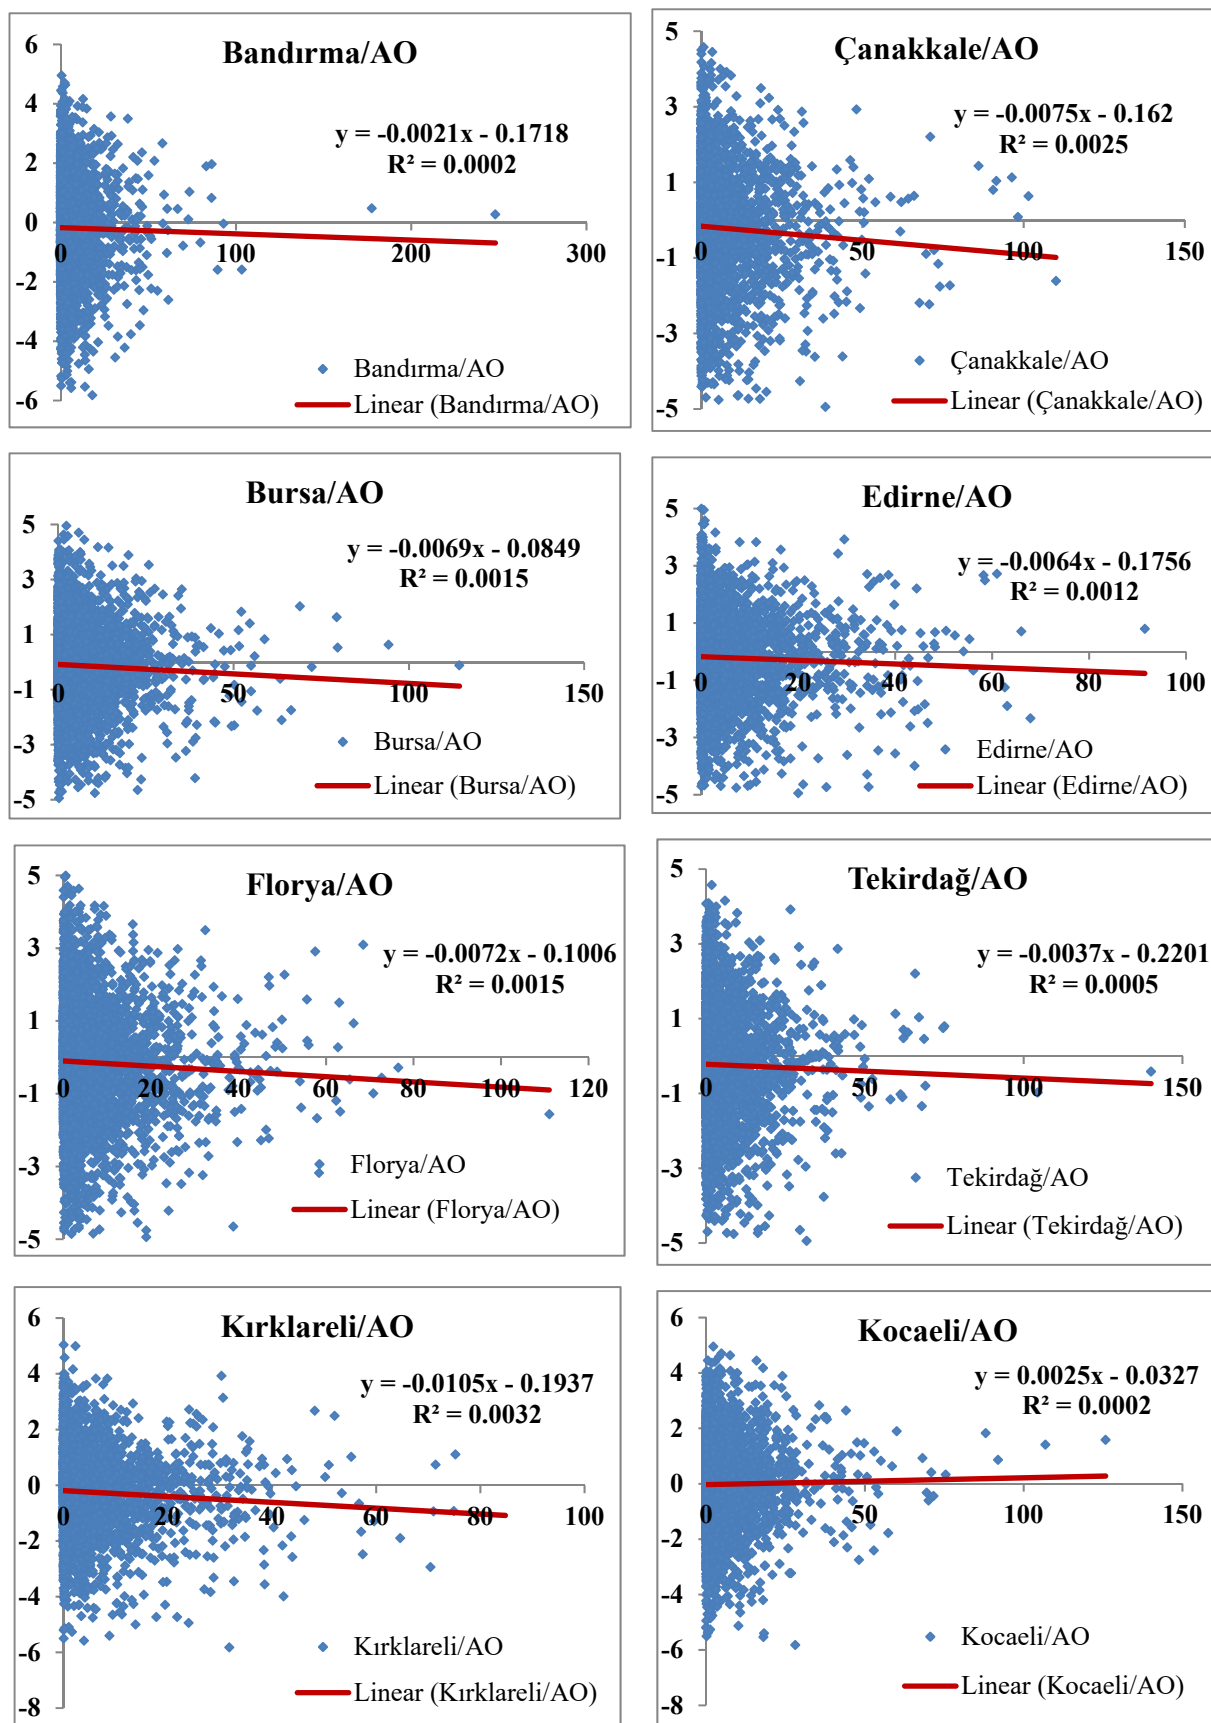 Bandırma/AO
y = -0.0021x - 0.1718
R² = 0.0002
6
4
2
0
-2
-4
-6
0 100 200 300
Bandırma/AO
Linear (Bandırma/AO)
Çanakkale/AO
y = -0.0075x - 0.162
R² = 0.0025
5
3
1
-1
-3
-5
0 50 100 150
Çanakkale/AO
Linear (Çanakkale/AO)
Bursa/AO
y = -0.0069x - 0.0849
R² = 0.0015
5
3
1
-1
-3
-5
0 50 100 150
Bursa/AO
Linear (Bursa/AO)
Edirne/AO
y = -0.0064x - 0.1756
R² = 0.0012
5
3
1
-1
-3
-5
0 20 40 60 80 100
Edirne/AO
Linear (Edirne/AO)
Florya/AO
y = -0.0072x - 0.1006
R² = 0.0015
5
3
1
-1
-3
-5
0 20 40 60 80 100 120
Florya/AO
Linear (Florya/AO)
Tekirdağ/AO
y = -0.0037x - 0.2201
R² = 0.0005
5
3
1
-1
-3
-5
0 50 100 150
Tekirdağ/AO
Linear (Tekirdağ/AO)
Kırklareli/AO
y = -0.0105x - 0.1937
R² = 0.0032
6
4
2
0
-2
-4
-6
-8
0 20 40 60 80 100
Kırklareli/AO
Linear (Kırklareli/AO)
Kocaeli/AO
y = 0.0025x - 0.0327
R² = 0.0002
6
4
2
0
-2
-4
-6
-8
0 50 100 150
Kocaeli/AO
Linear (Kocaeli/AO)